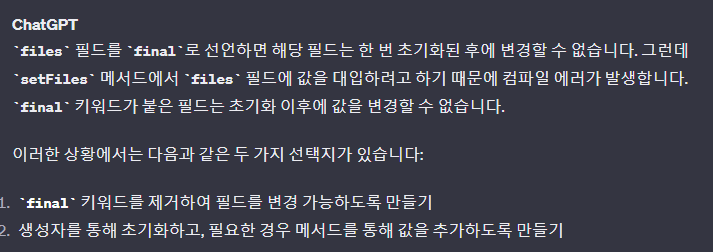 ChatGPT
`files` 필드를 `final`로 선언하면 해당 필드는 한 번 초기화된 후에 변경할 수 없습니다. 그런데
`setFiles` 메서드에서 `files` 필드에 값을 대입하려고 하기 때문에 컴파일 에러가 발생합니다.
`final` 키워드가 붙은 필드는 초기화 이후에 값을 변경할 수 없습니다.
이러한 상황에서는 다음과 같은 두 가지 선택지가 있습니다:
1. `final` 키워드를 제거하여 필드를 변경 가능하도록 만들기
2. 생성자를 통해 초기화하고, 필요한 경우 메서드를 통해 값을 추가하도록 만들기